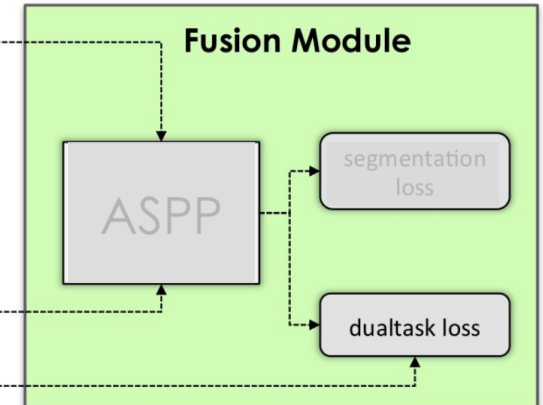 Fusion Module
ASPP
segmentation
loss
dualtask loss